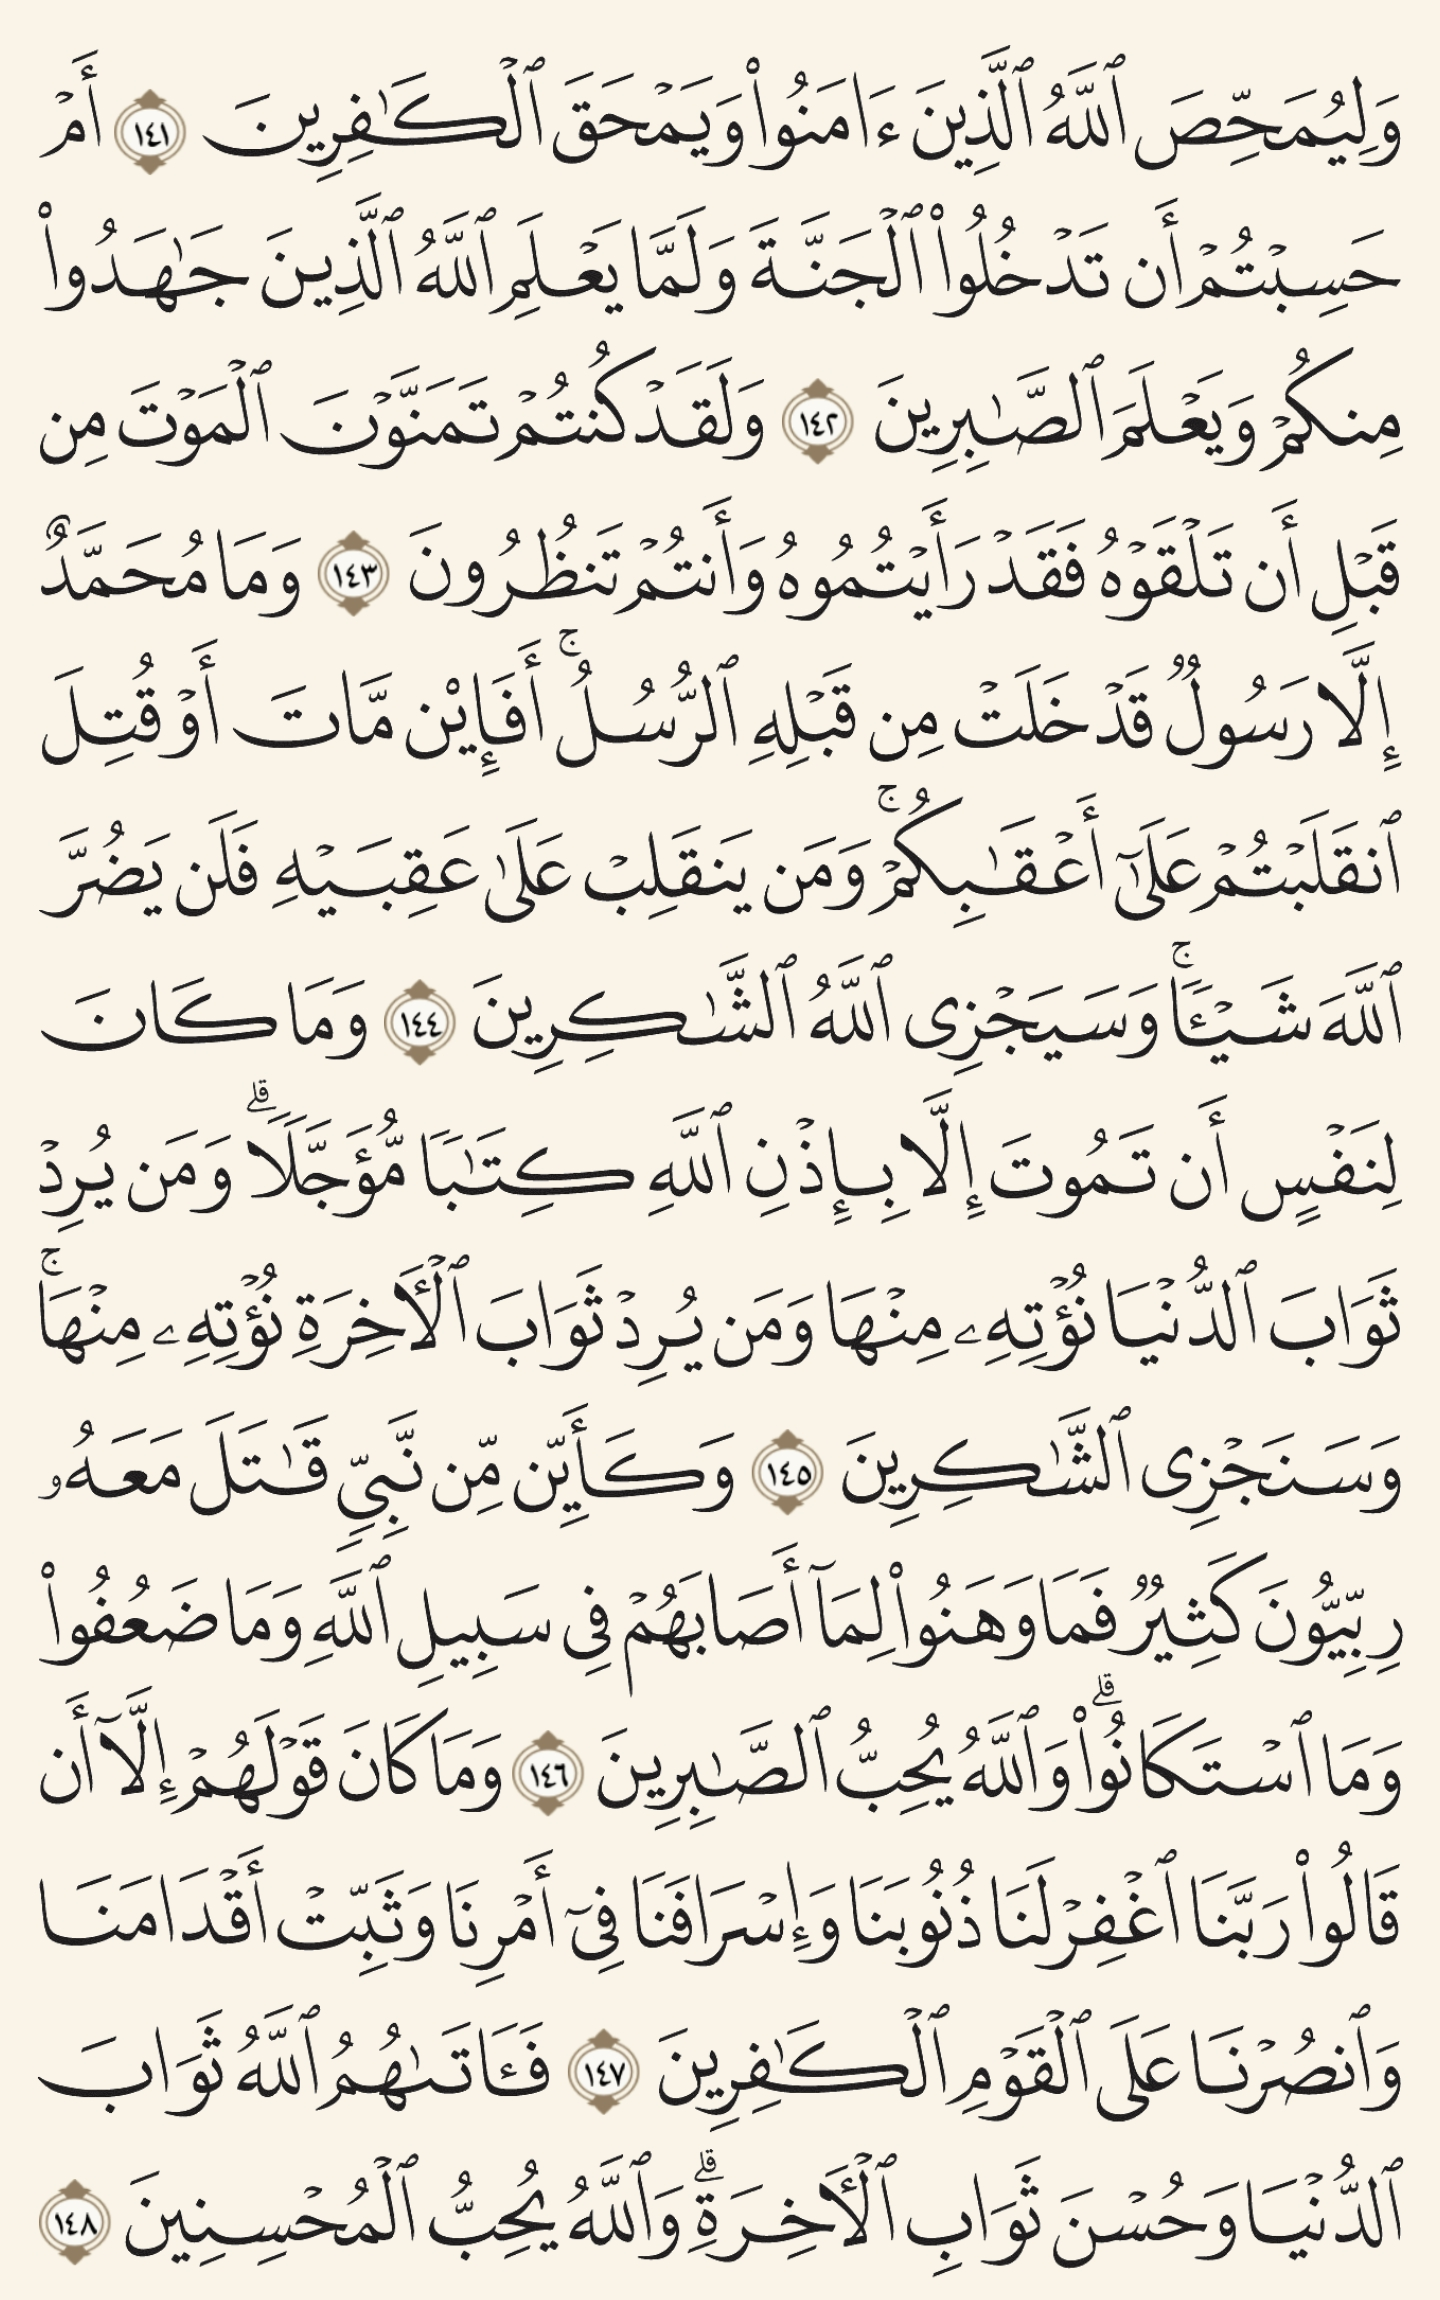 وَلِيُمَحِّصَ ٱللَّهُ ٱلَّذِينَ ءَامَنُوا۟ وَيَمْحَقَ ٱلْكَـٰفِرِينَ ١٤١ أَمْ
حَسِبْتُمْ أَن تَدْخُلُوا۟ ٱلْجَنَّةَ وَلَمَّا يَعْلَمِ ٱللَّهُ ٱلَّذِينَ جَـٰهَدُوا۟
مِنكُمْ وَيَعْلَمَ ٱلصَّـٰبِرِينَ ١٤٢ وَلَقَدْ كُنتُمْ تَمَنَّوْنَ ٱلْمَوْتَ مِن
قَبْلِ أَن تَلْقَوْهُ فَقَدْ رَأَيْتُمُوهُ وَأَنتُمْ تَنظُرُونَ ١٤٣ وَمَا مُحَمَّدٌ
إِلَّا رَسُولٌ قَدْ خَلَتْ مِن قَبْلِهِ ٱلرُّسُلُ ۚ أَفَإِي۟ن مَّاتَ أَوْ قُتِلَ
ٱنقَلَبْتُمْ عَلَىٰٓ أَعْقَـٰبِكُمْ ۚ وَمَن يَنقَلِبْ عَلَىٰ عَقِبَيْهِ فَلَن يَضُرَّ
ٱللَّهَ شَيْـًٔا ۚ وَسَيَجْزِى ٱللَّهُ ٱلشَّـٰكِرِينَ ١٤٤ وَمَا كَانَ
لِنَفْسٍ أَن تَمُوتَ إِلَّا بِإِذْنِ ٱللَّهِ كِتَـٰبًا مُّؤَجَّلًا ۗ وَمَن يُرِدْ
ثَوَابَ ٱلدُّنْيَا نُؤْتِهِۦ مِنْهَا وَمَن يُرِدْ ثَوَابَ ٱلْـَٔاخِرَةِ نُؤْتِهِۦ مِنْهَا ۚ
وَسَنَجْزِى ٱلشَّـٰكِرِينَ ١٤٥ وَكَأَيِّن مِّن نَّبِىٍّ قَـٰتَلَ مَعَهُۥ
رِبِّيُّونَ كَثِيرٌ فَمَا وَهَنُوا۟ لِمَآ أَصَابَهُمْ فِى سَبِيلِ ٱللَّهِ وَمَا ضَعُفُوا۟
وَمَا ٱسْتَكَانُوا۟ ۗ وَٱللَّهُ يُحِبُّ ٱلصَّـٰبِرِينَ ١٤٦ وَمَا كَانَ قَوْلَهُمْ إِلَّآ أَن
قَالُوا۟ رَبَّنَا ٱغْفِرْ لَنَا ذُنُوبَنَا وَإِسْرَافَنَا فِىٓ أَمْرِنَا وَثَبِّتْ أَقْدَامَنَا
وَٱنصُرْنَا عَلَى ٱلْقَوْمِ ٱلْكَـٰفِرِينَ ١٤٧ فَـَٔاتَىٰهُمُ ٱللَّهُ ثَوَابَ
ٱلدُّنْيَا وَحُسْنَ ثَوَابِ ٱلْـَٔاخِرَةِ ۗ وَٱللَّهُ يُحِبُّ ٱلْمُحْسِنِينَ ١٤٨